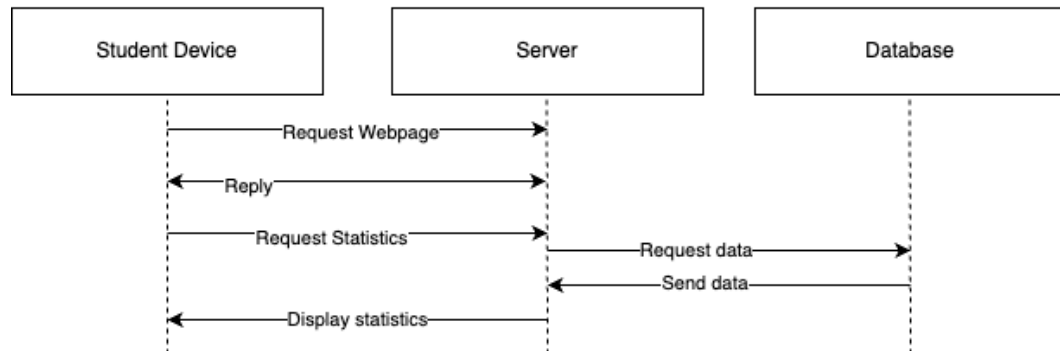 Student Device
Server
Database
Request Webpage
Reply
Request Statistics
Request data
Send data
Display statistics